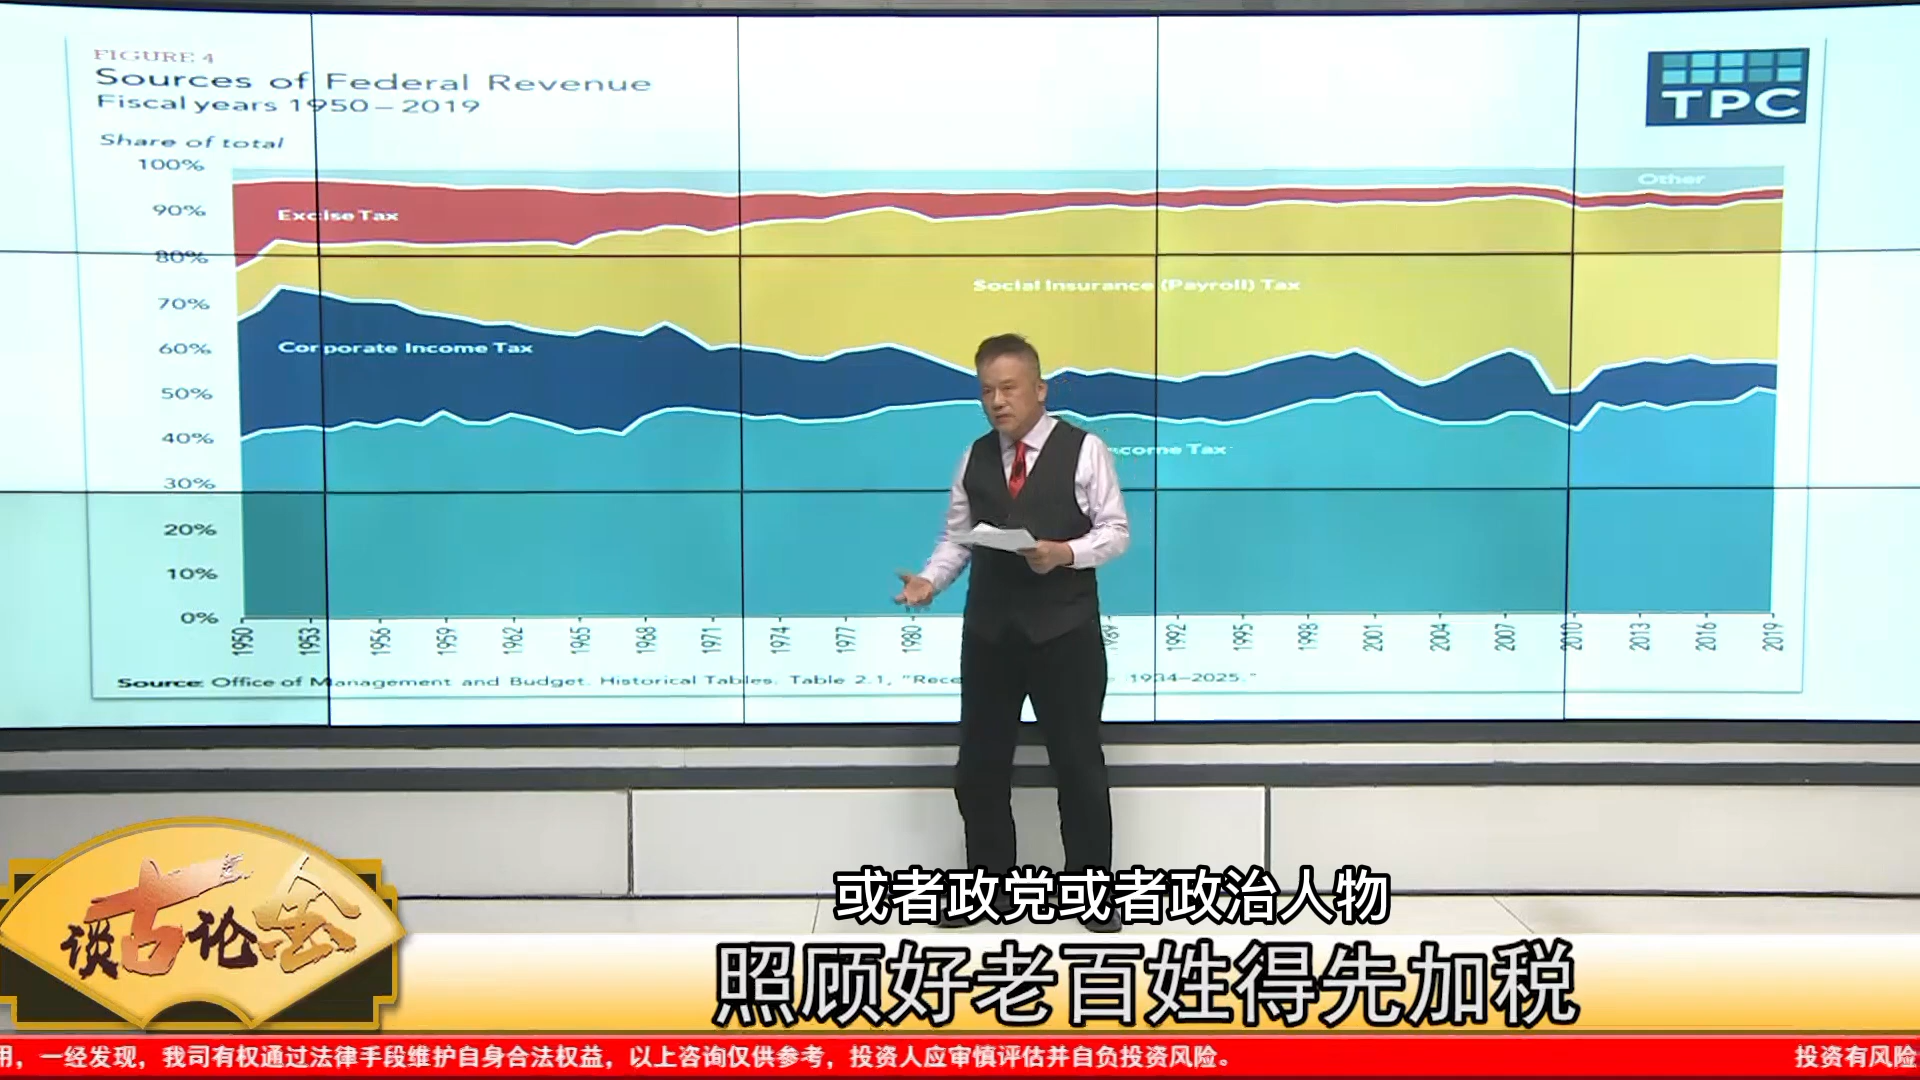 FIGURE 4
Sources of Federal Revenue
Fiscal years 1950 – 2019
TPC
Share of total
100%
90%
80%
70%
60%
50%
40%
30%
20%
10%
0%
Other
Excise Tax
Social Insurance (Payroll) Tax
Corporate Income Tax
Income Tax
1950 1953 1956 1959 1962 1965 1968 1971 1974 1977 1980 1989 1992 1995 1998 2001 2004 2007 2010 2013 2016 2019
Source: Office of Management and Budget. Historical Tables. Table 2.1, "Rece 1934–2025."
或者政党或者政治人物
谈古论金
照顾好老百姓得先加税
用，一经发现，我司有权通过法律手段维护自身合法权益，以上咨询仅供参考，投资人应审慎评估并自负投资风险。 投资有风险